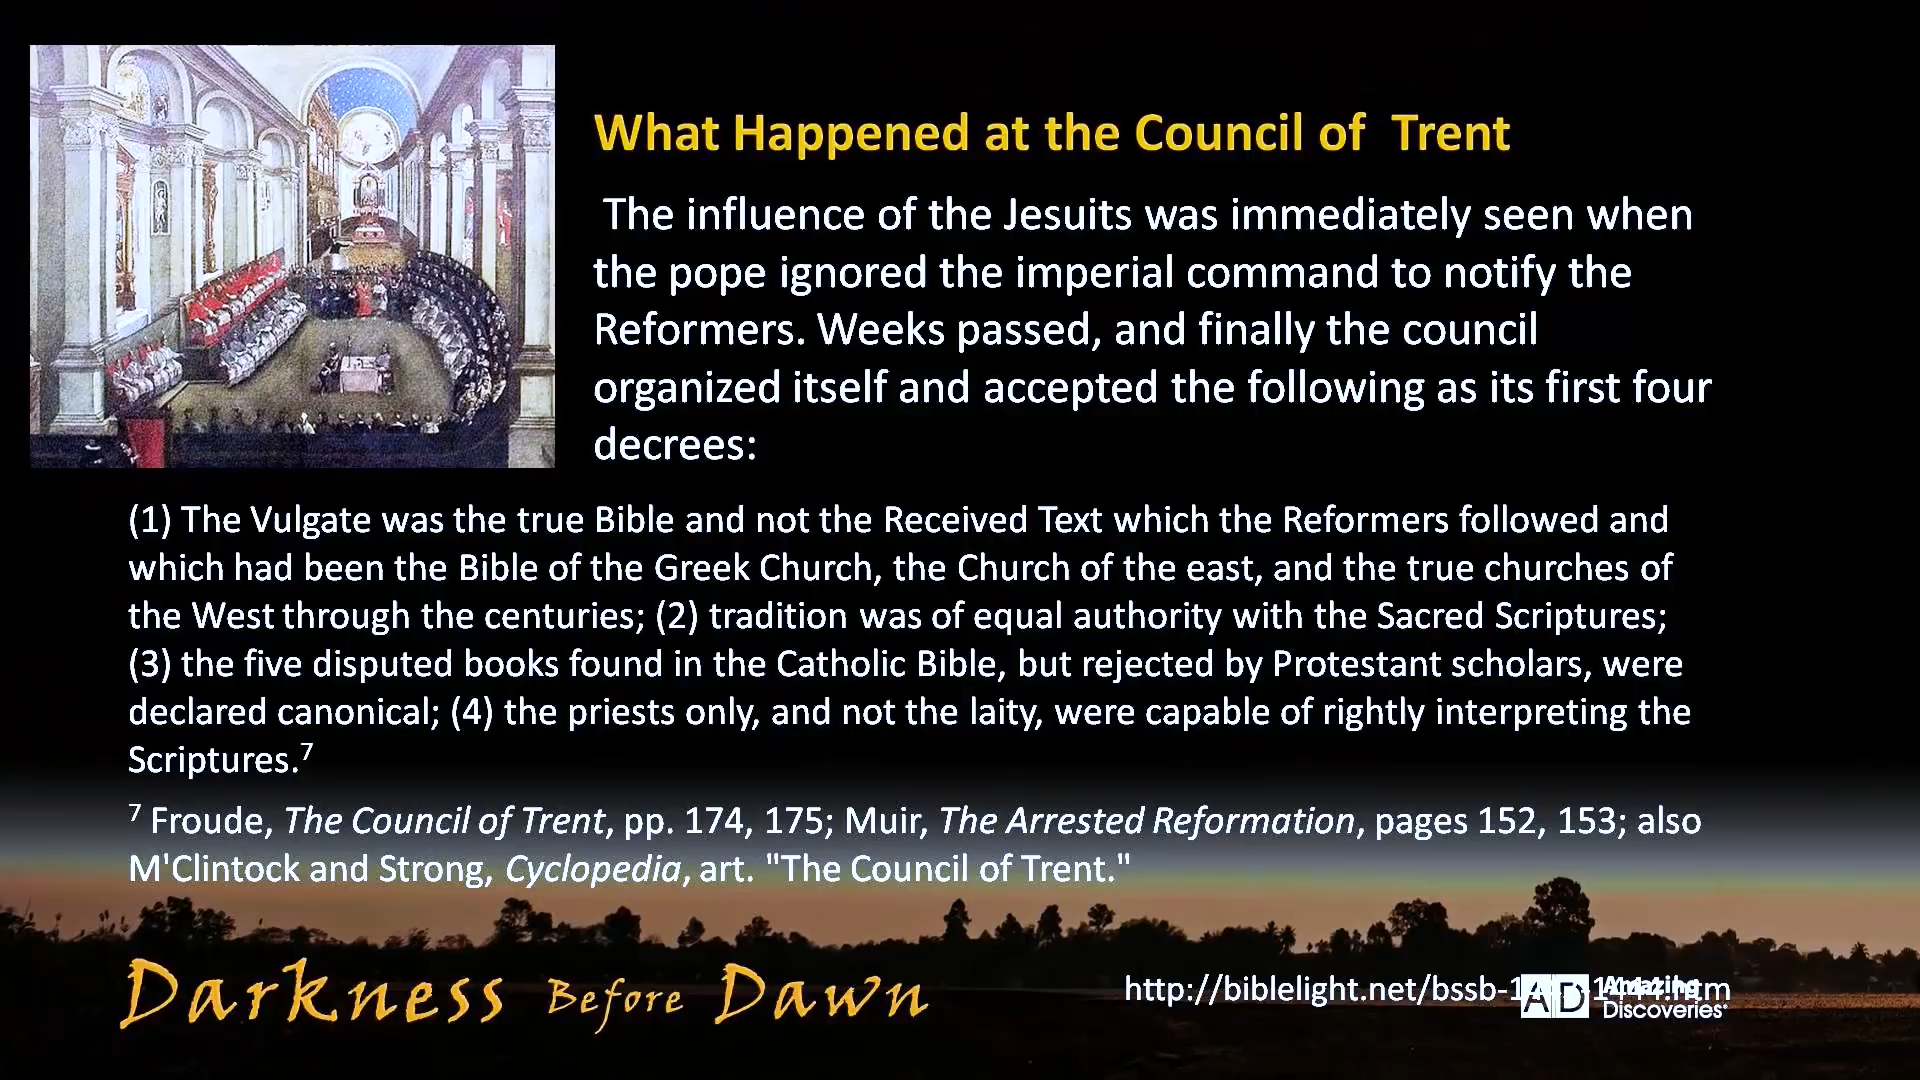 What Happened at the Council of  Trent
The influence of the Jesuits was immediately seen when
the pope ignored the imperial command to notify the
Reformers. Weeks passed, and finally the council
organized itself and accepted the following as its first four
decrees:
(1) The Vulgate was the true Bible and not the Received Text which the Reformers followed and
which had been the Bible of the Greek Church, the Church of the east, and the true churches of
the West through the centuries; (2) tradition was of equal authority with the Sacred Scriptures;
(3) the five disputed books found in the Catholic Bible, but rejected by Protestant scholars, were
declared canonical; (4) the priests only, and not the laity, were capable of rightly interpreting the
Scriptures.⁷
⁷ Froude, The Council of Trent, pp. 174, 175; Muir, The Arrested Reformation, pages 152, 153; also
M'Clintock and Strong, Cyclopedia, art. "The Council of Trent."
Darkness Before Dawn
http://biblelight.net/bssb-
AD Amazing
Discoveries